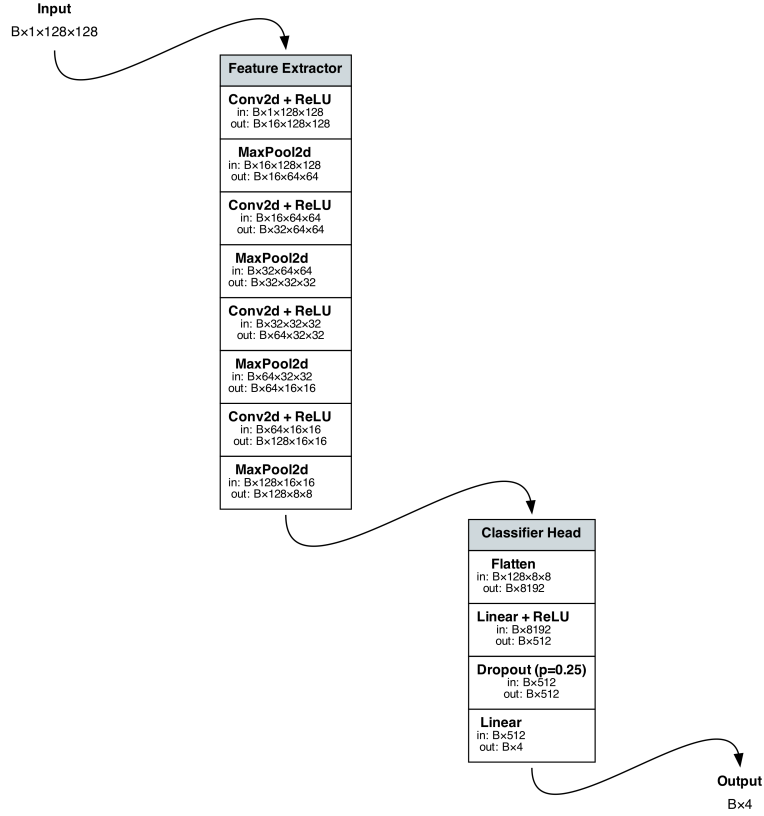 Input
B×1×128×128
Feature Extractor
Conv2d + ReLU
in: B×1×128×128
out: B×16×128×128
MaxPool2d
in: B×16×128×128
out: B×16×64×64
Conv2d + ReLU
in: B×16×64×64
out: B×32×64×64
MaxPool2d
in: B×32×64×64
out: B×32×32×32
Conv2d + ReLU
in: B×32×32×32
out: B×64×32×32
MaxPool2d
in: B×64×32×32
out: B×64×16×16
Conv2d + ReLU
in: B×64×16×16
out: B×128×16×16
MaxPool2d
in: B×128×16×16
out: B×128×8×8
Classifier Head
Flatten
in: B×128×8×8
out: B×8192
Linear + ReLU
in: B×8192
out: B×512
Dropout (p=0.25)
in: B×512
out: B×512
Linear
in: B×512
out: B×4
Output
B×4